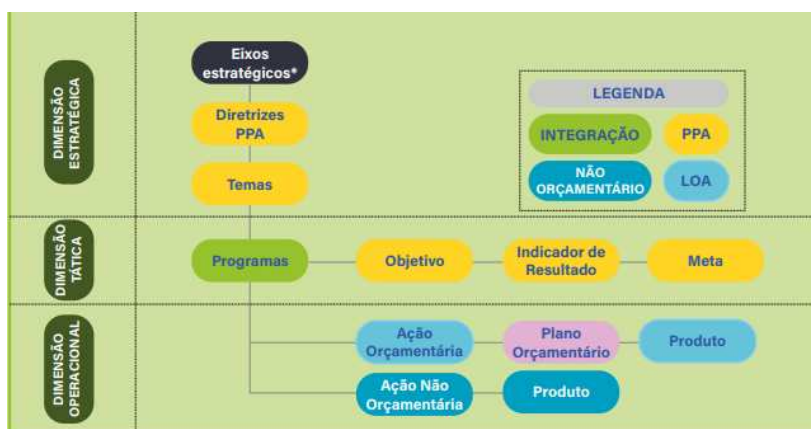 DIMENSÃO
ESTRATÉGICA
Eixos
estratégicos*
Diretrizes
PPA
Temas
LEGENDA
INTEGRAÇÃO
PPA
NÃO
ORÇAMENTÁRIO
LOA
DIMENSÃO
TÁTICA
Programas
Objetivo
Indicador de
Resultado
Meta
DIMENSÃO
OPERACIONAL
Ação
Orçamentária
Plano
Orçamentário
Produto
Ação Não
Orçamentária
Produto